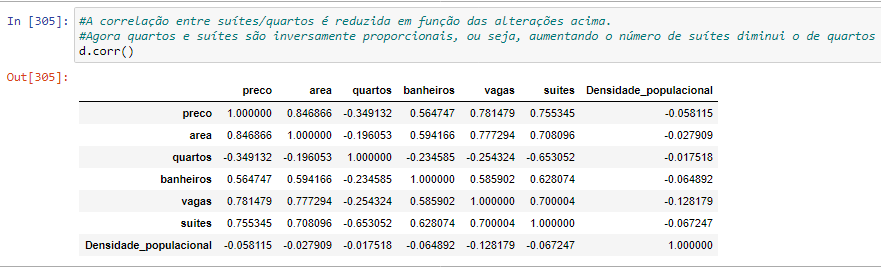 In [305]: #A correlação entre suítes/quartos é reduzida em função das alterações acima.
#Agora quartos e suítes são inversamente proporcionais, ou seja, aumentando o número de suítes diminui o de quartos
d.corr()
Out[305]:
preco area quartos banheiros vagas suites Densidade_populacional
preco 1.000000 0.846866 -0.349132 0.564747 0.781479 0.755345 -0.058115
area 0.846866 1.000000 -0.196053 0.594166 0.777294 0.708096 -0.027909
quartos -0.349132 -0.196053 1.000000 -0.234585 -0.254324 -0.653052 -0.017518
banheiros 0.564747 0.594166 -0.234585 1.000000 0.585902 0.628074 -0.064892
vagas 0.781479 0.777294 -0.254324 0.585902 1.000000 0.700004 -0.128179
suites 0.755345 0.708096 -0.653052 0.628074 0.700004 1.000000 -0.067247
Densidade_populacional -0.058115 -0.027909 -0.017518 -0.064892 -0.128179 -0.067247 1.000000